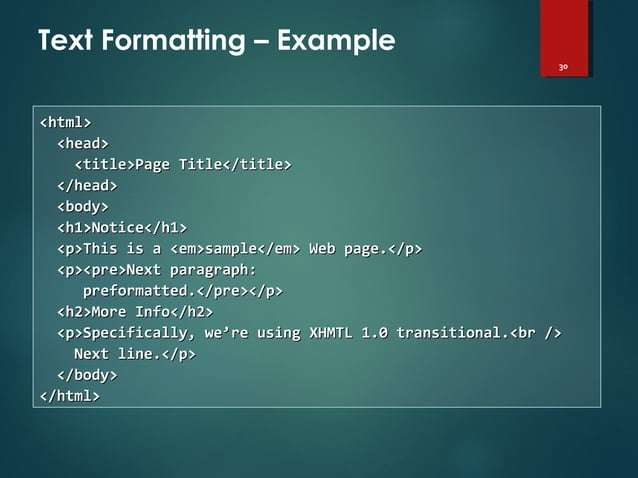 Text Formatting – Example
30
<html>
  <head>
    <title>Page Title</title>
  </head>
  <body>
  <h1>Notice</h1>
  <p>This is a <em>sample</em> Web page.</p>
  <p><pre>Next paragraph:
     preformatted.</pre></p>
  <h2>More Info</h2>
  <p>Specifically, we’re using XHMTL 1.0 transitional.<br />
    Next line.</p>
  </body>
</html>